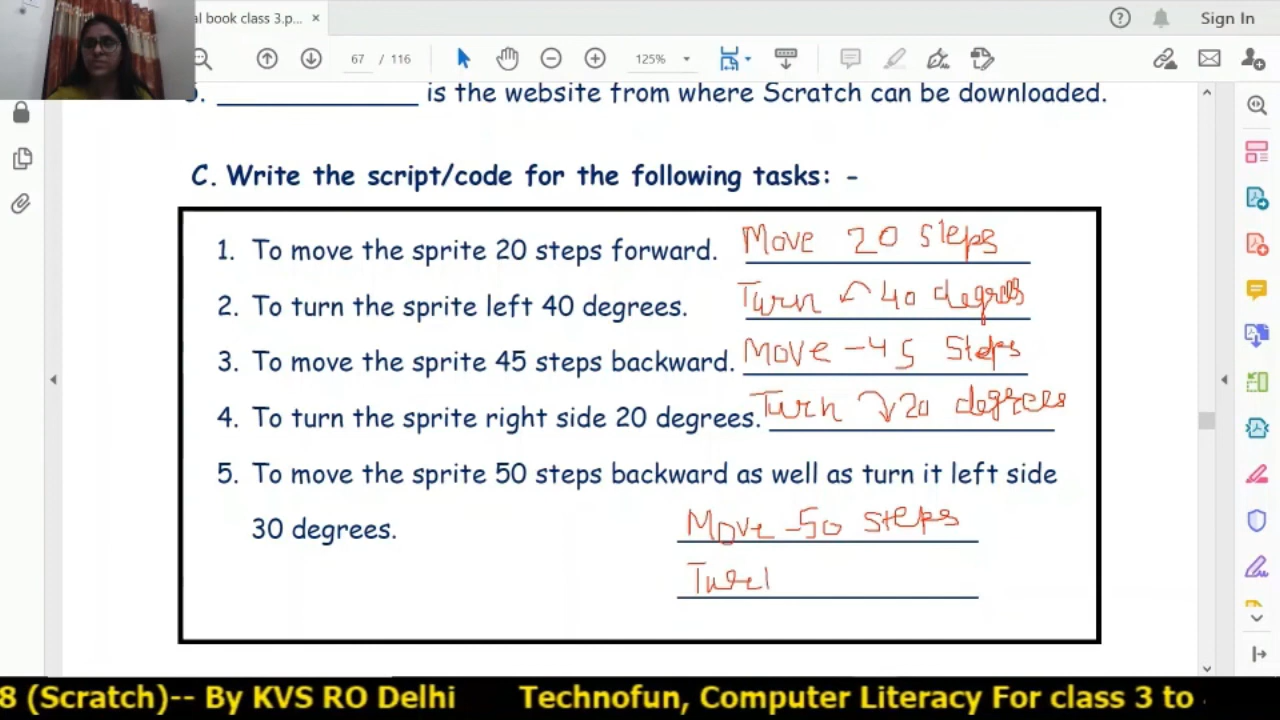 al book class 3.p... ×
Sign In
67 / 116
125%
_____________ is the website from where Scratch can be downloaded.
C. Write the script/code for the following tasks: -
1. To move the sprite 20 steps forward. Move 20 steps
2. To turn the sprite left 40 degrees. Turn ↶ 40 degrees
3. To move the sprite 45 steps backward. Move -45 Steps
4. To turn the sprite right side 20 degrees. Turn ↷ 20 degrees
5. To move the sprite 50 steps backward as well as turn it left side
30 degrees. Move -50 steps
8 (Scratch)-- By KVS RO Delhi Technofun, Computer Literacy For class 3 to